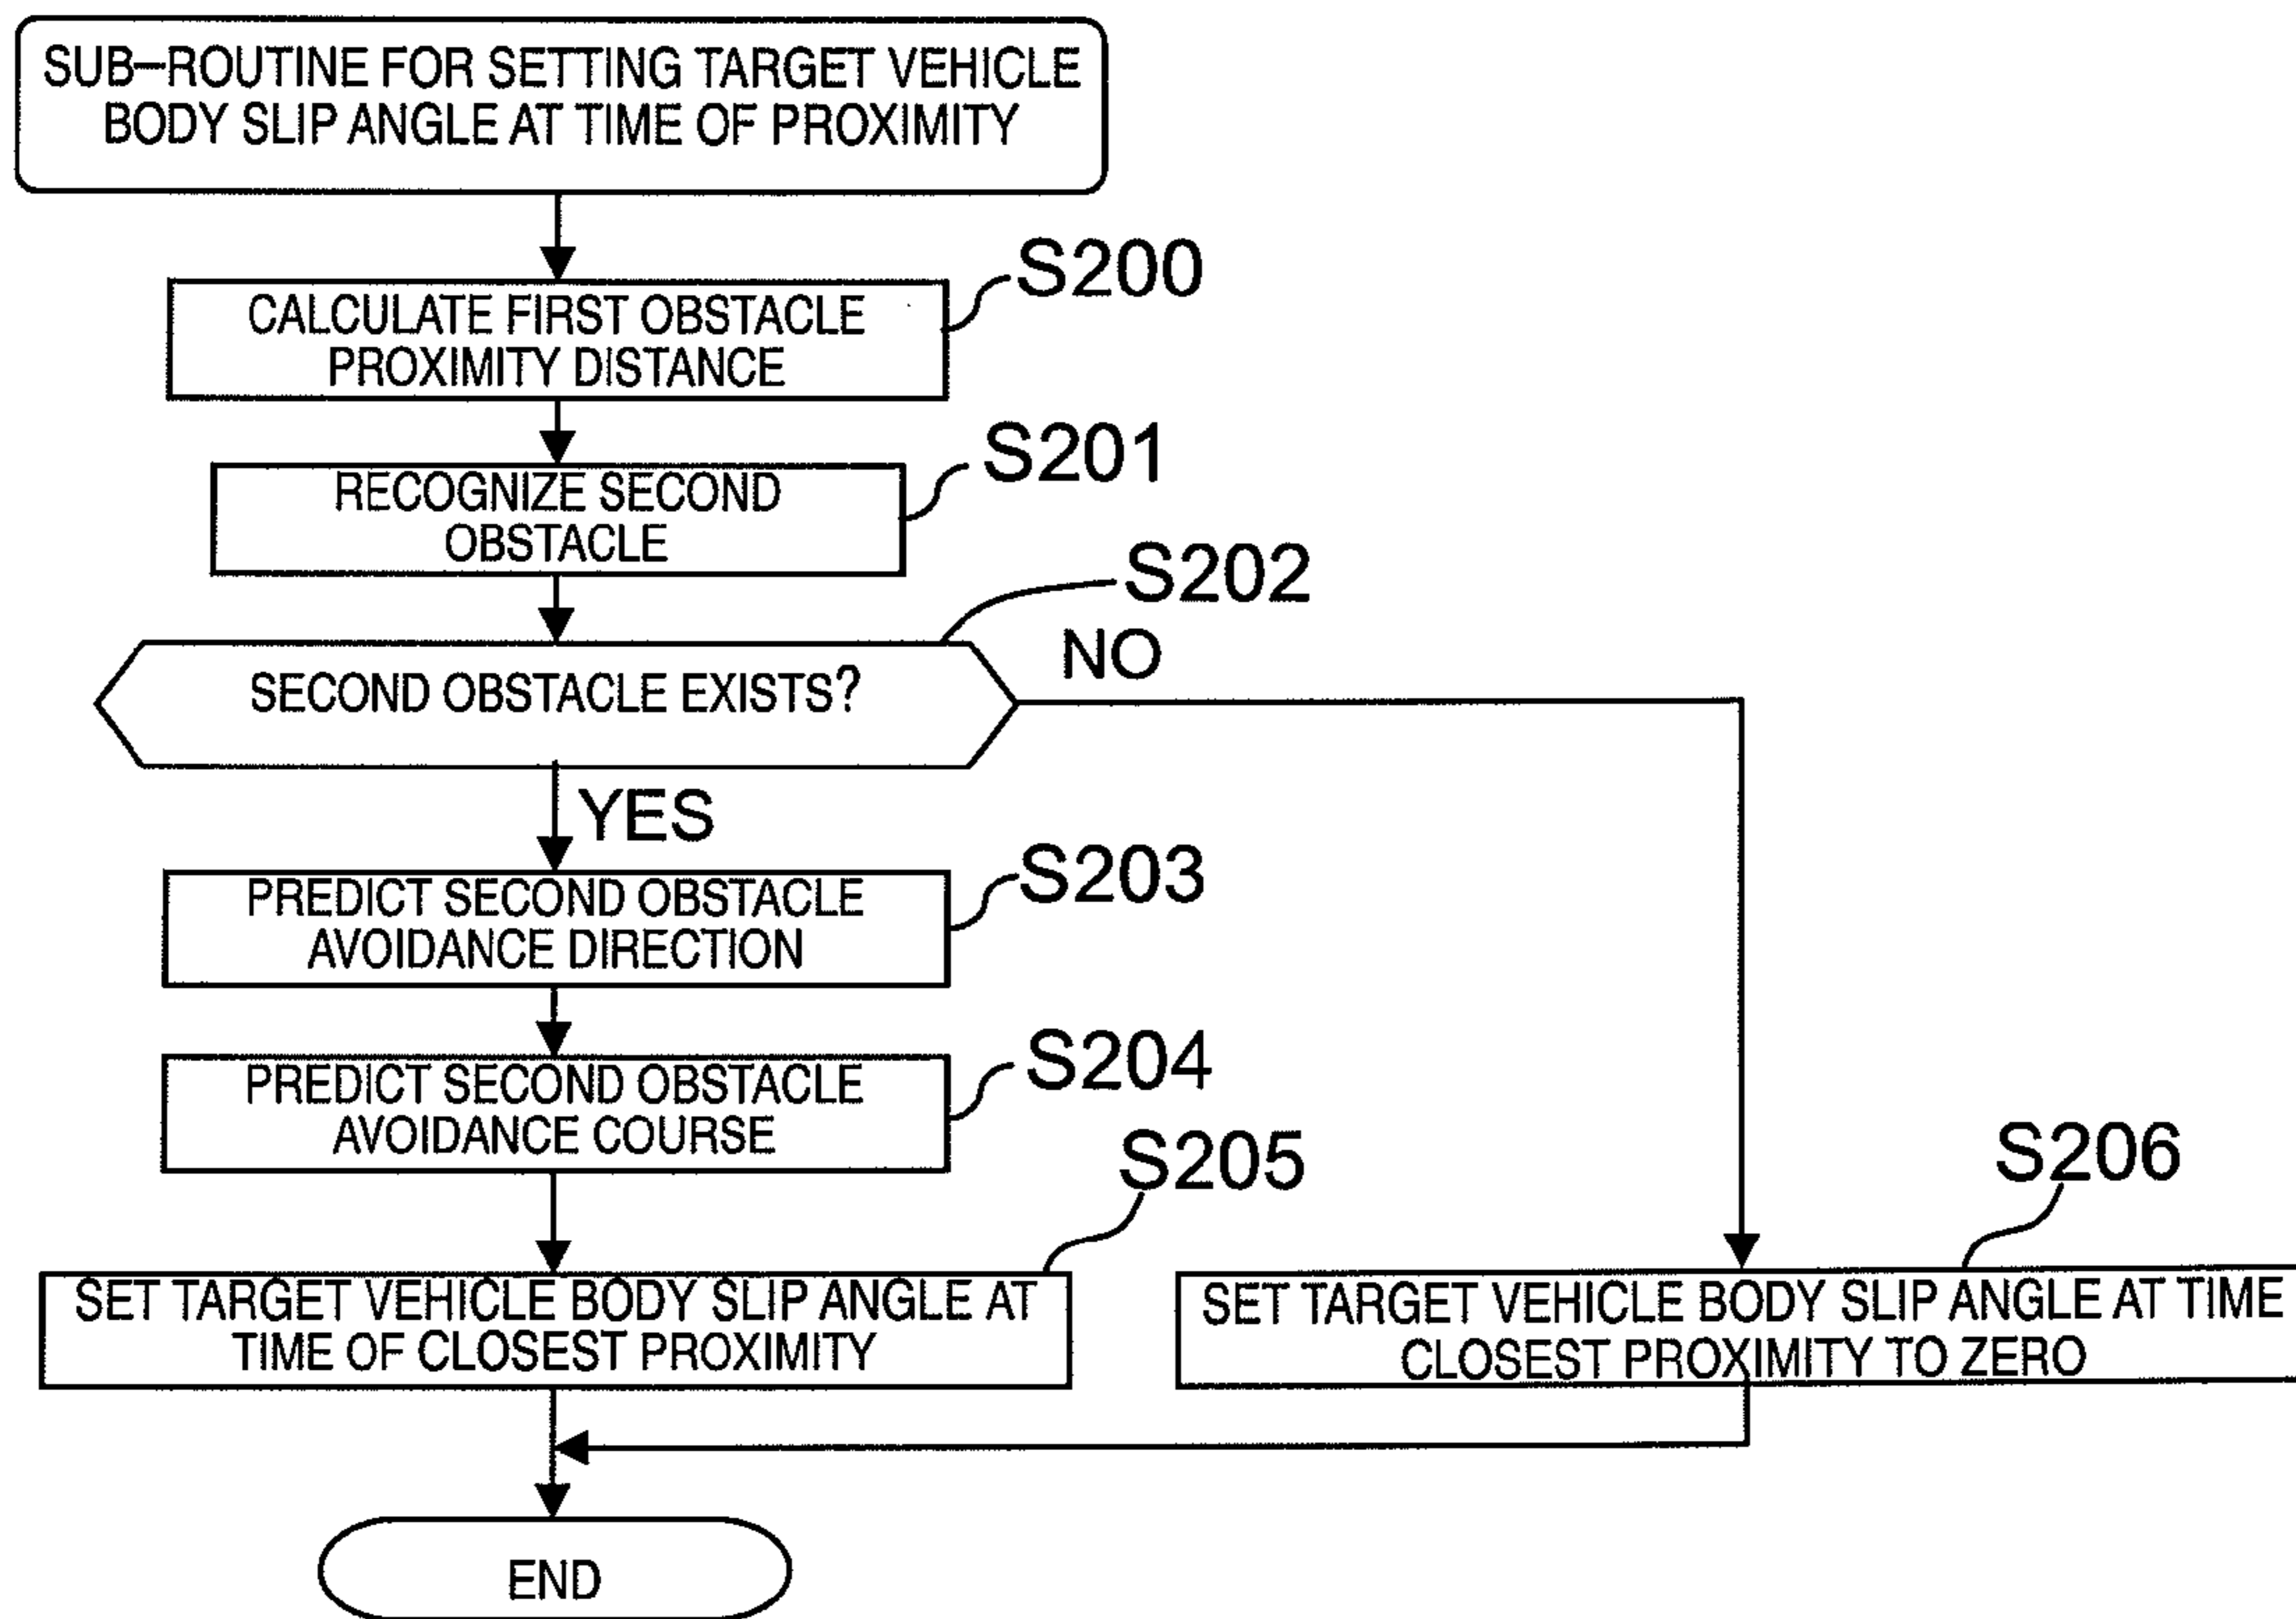 SUB-ROUTINE FOR SETTING TARGET VEHICLE
BODY SLIP ANGLE AT TIME OF PROXIMITY
S200
CALCULATE FIRST OBSTACLE
PROXIMITY DISTANCE
S201
RECOGNIZE SECOND
OBSTACLE
S202
SECOND OBSTACLE EXISTS?
NO
YES
S203
PREDICT SECOND OBSTACLE
AVOIDANCE DIRECTION
S204
PREDICT SECOND OBSTACLE
AVOIDANCE COURSE
S205
SET TARGET VEHICLE BODY SLIP ANGLE AT
TIME OF CLOSEST PROXIMITY
S206
SET TARGET VEHICLE BODY SLIP ANGLE AT TIME
CLOSEST PROXIMITY TO ZERO
END